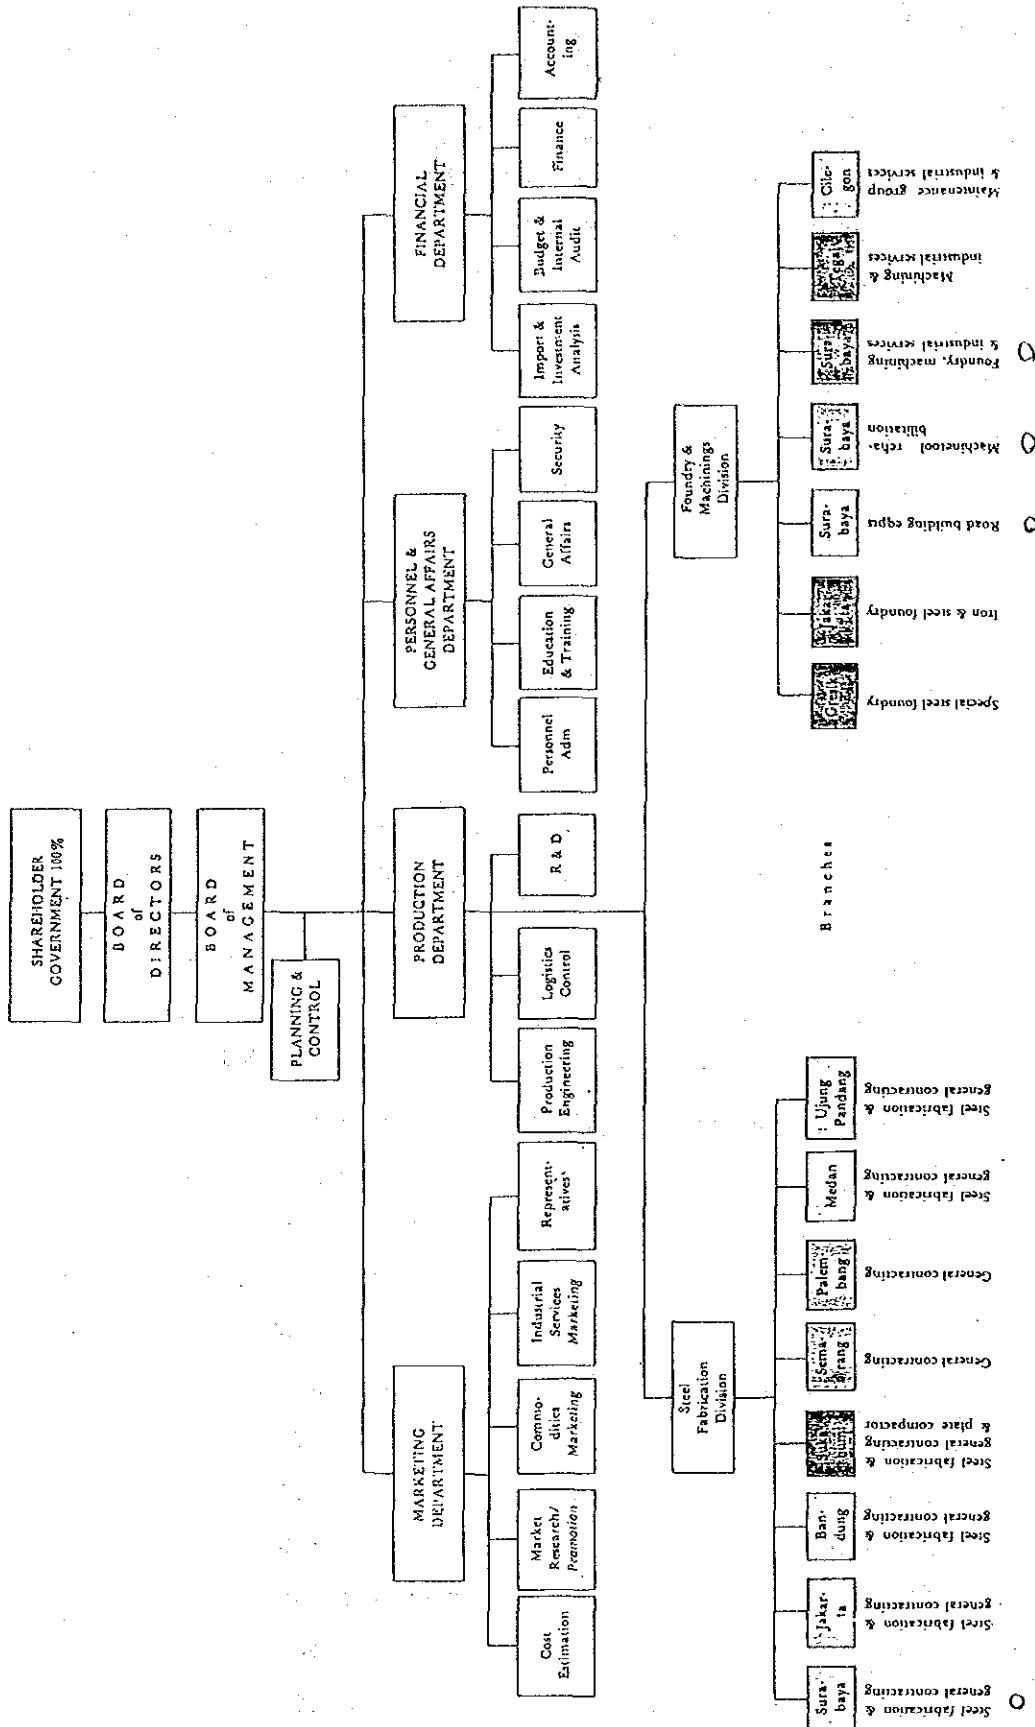 SHAREHOLDER
GOVERNMENT 100%
BOARD
of
DIRECTORS
BOARD
of
MANAGEMENT
PLANNING &
CONTROL
MARKETING
DEPARTMENT
PRODUCTION
DEPARTMENT
PERSONNEL &
GENERAL AFFAIRS
DEPARTMENT
FINANCIAL
DEPARTMENT
Cost
Estimation
Market
Research/
Promotion
Commo-
dities
Marketing
Industrial
Services
Marketing
Represent-
atives
Production
Engineering
Logistics
Control
R & D
Personnel
Adm
Education
& Training
General
Affairs
Security
Import &
Investment
Analysis
Budget &
Internal
Audit
Finance
Account-
ing
Steel
Fabrication
Division
Foundry &
Machinings
Division
Sura-
baya
Jakar-
ta
Ban-
dung
Suka-
bumi
Sema-
rang
Palem-
bang
Medan
Ujung
Pandang
Branches
Gresik
Jakar-
ta
Sura-
baya
Sura-
baya
Sura-
baya
Tegal
Cile-
gon
Steel fabrication &
general contracting
Steel fabrication &
general contracting
Steel fabrication &
general contracting
Steel fabrication &
general contracting
& plate compactor
General contracting
General contracting
Steel fabrication &
general contracting
Steel fabrication &
general contracting
Special steel foundry
Iron & steel foundry
Road building eqps
Machinetool reha-
bilitation
Foundry, machining
& industrial services
Machining &
industrial services
Maintenance group
& industrial services